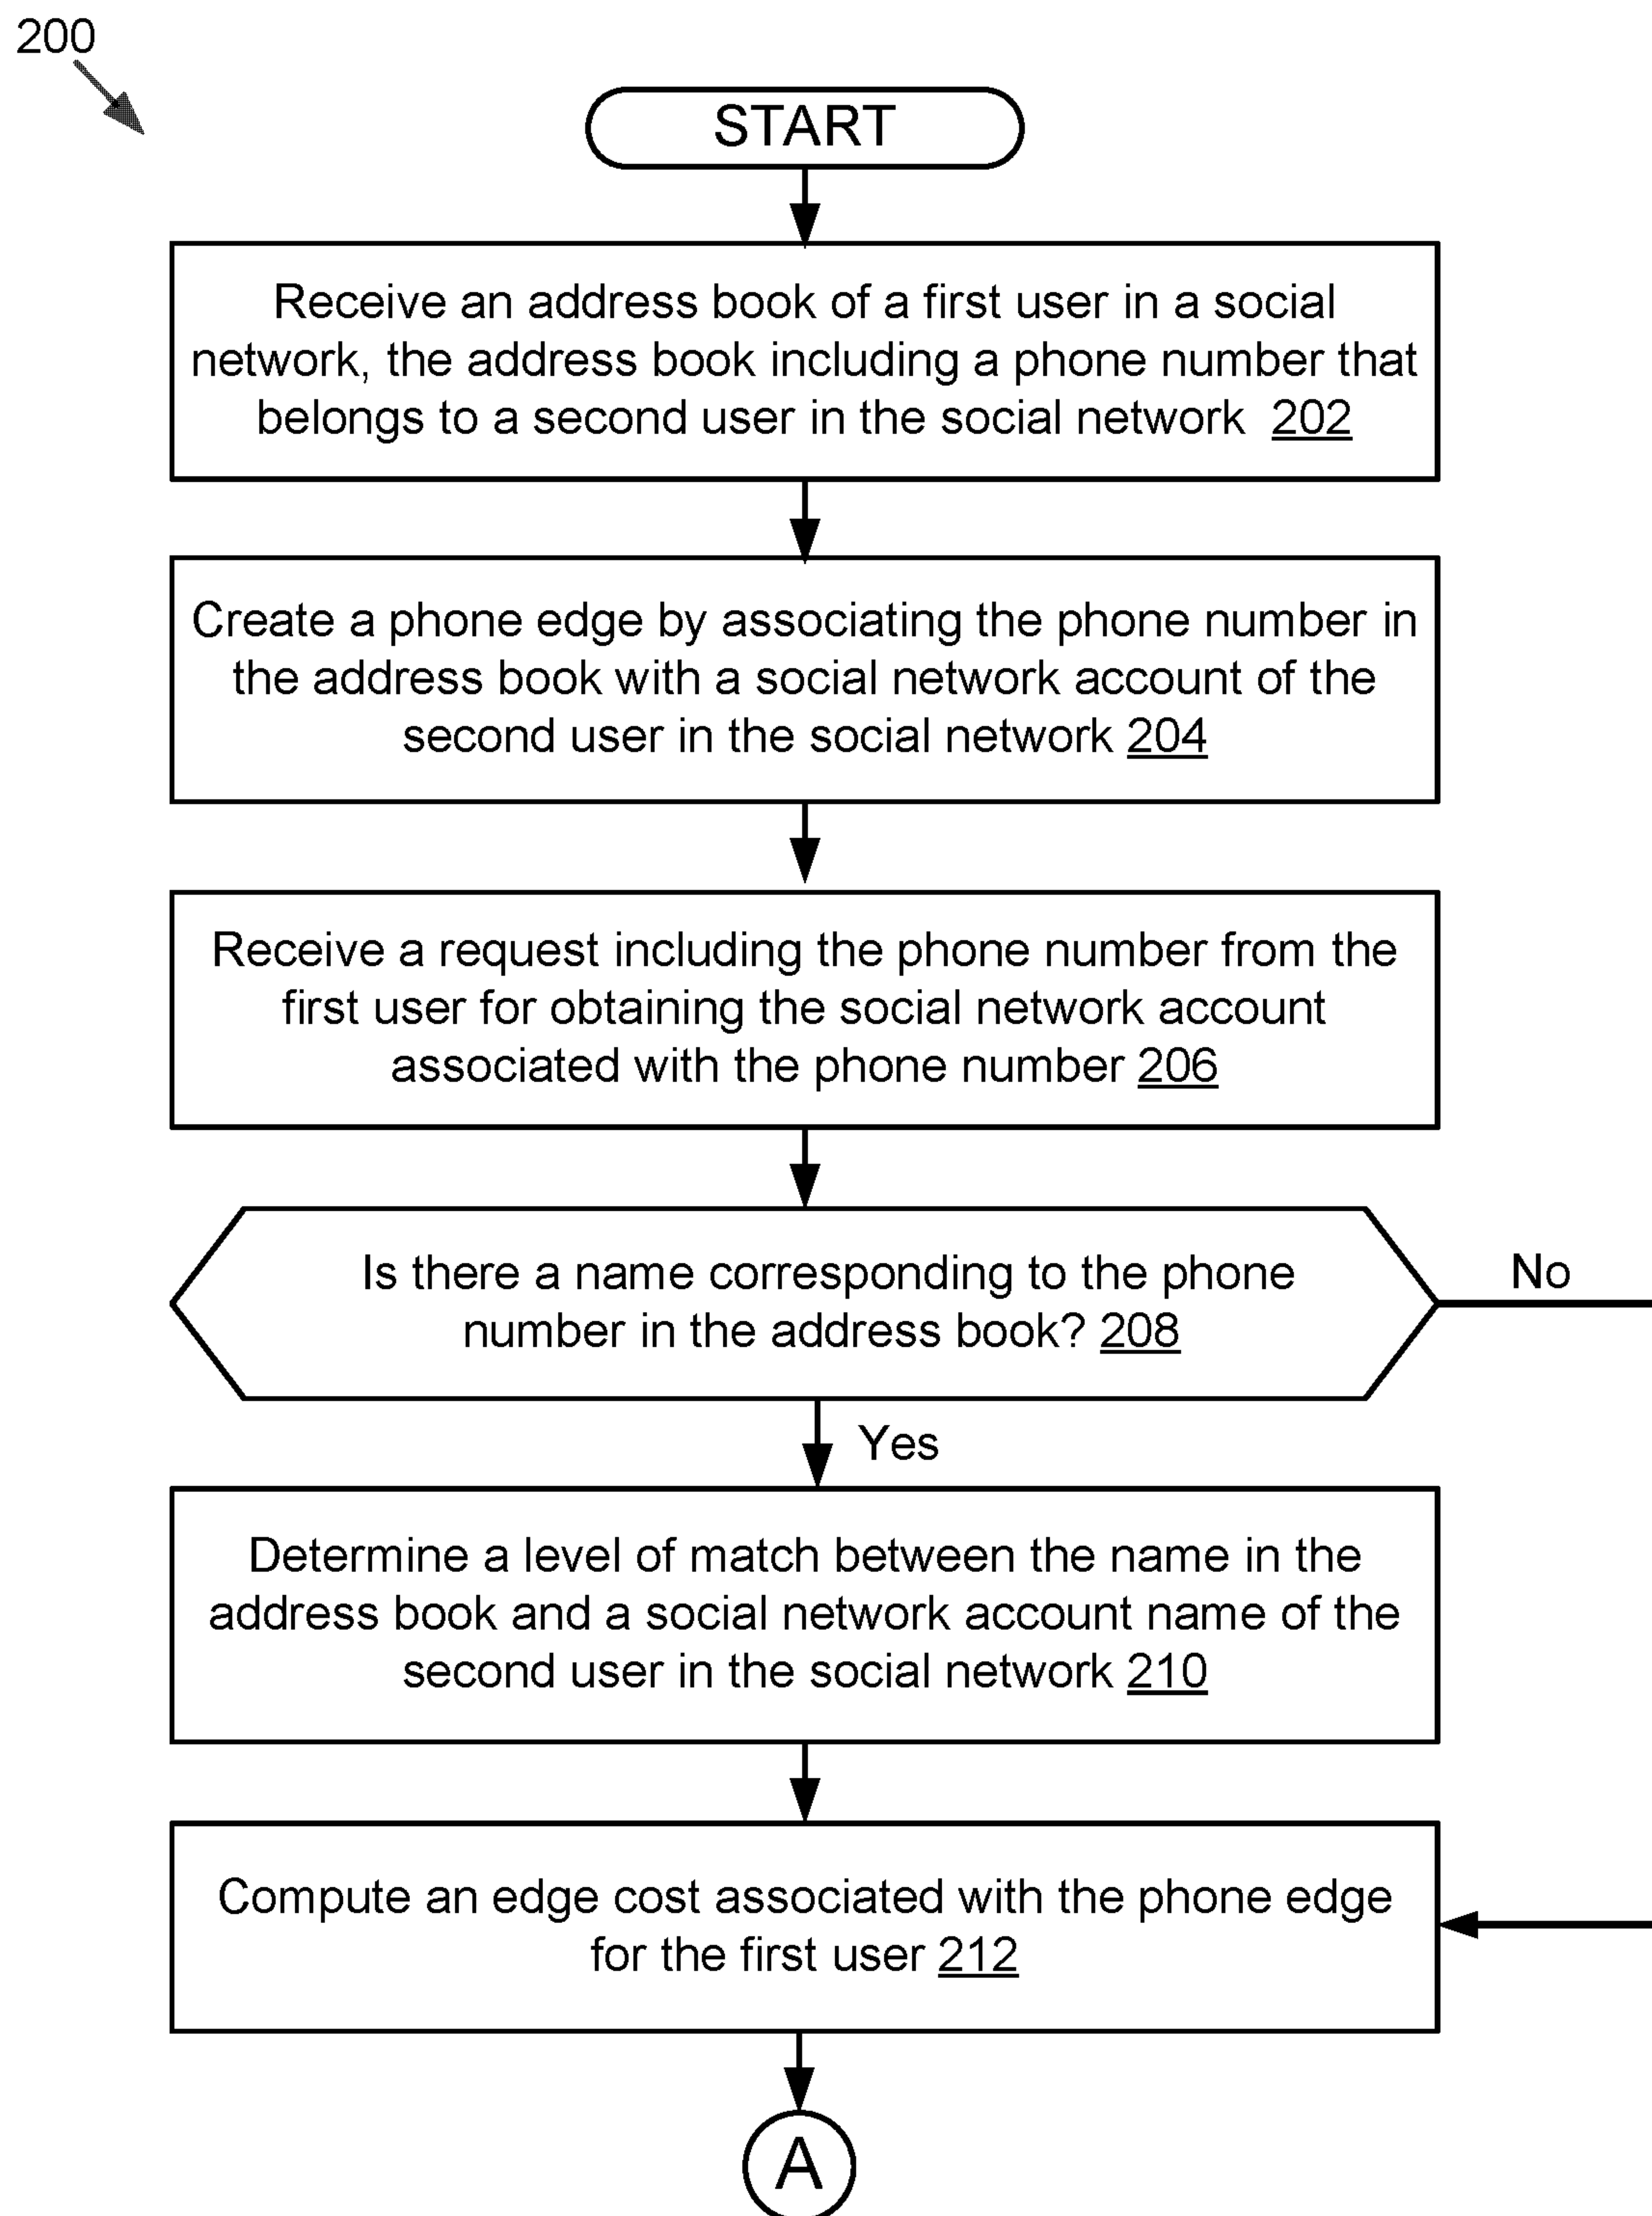 200
START
Receive an address book of a first user in a social
network, the address book including a phone number that
belongs to a second user in the social network 202
Create a phone edge by associating the phone number in
the address book with a social network account of the
second user in the social network 204
Receive a request including the phone number from the
first user for obtaining the social network account
associated with the phone number 206
Is there a name corresponding to the phone
number in the address book? 208
No
Yes
Determine a level of match between the name in the
address book and a social network account name of the
second user in the social network 210
Compute an edge cost associated with the phone edge
for the first user 212
A